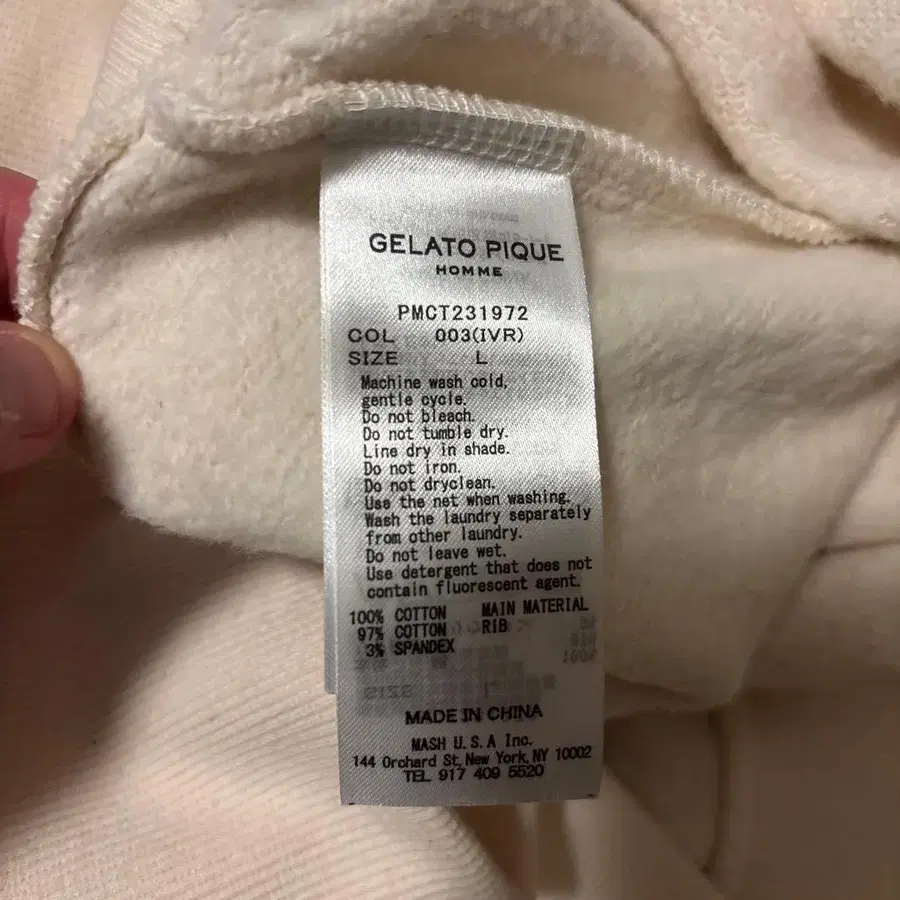 GELATO PIQUE
HOMME
PMCT231972
COL 003(IVR)
SIZE L
Machine wash cold,
gentle cycle.
Do not bleach.
Do not tumble dry.
Line dry in shade.
Do not iron.
Do not dryclean.
Use the net when washing.
Wash the laundry separately
from other laundry.
Do not leave wet.
Use detergent that does not
contain fluorescent agent.
100% COTTON MAIN MATERIAL
97% COTTON RIB
3% SPANDEX
MADE IN CHINA
MASH U.S.A Inc.
144 Orchard St, New York, NY 10002
TEL 917 409 5520